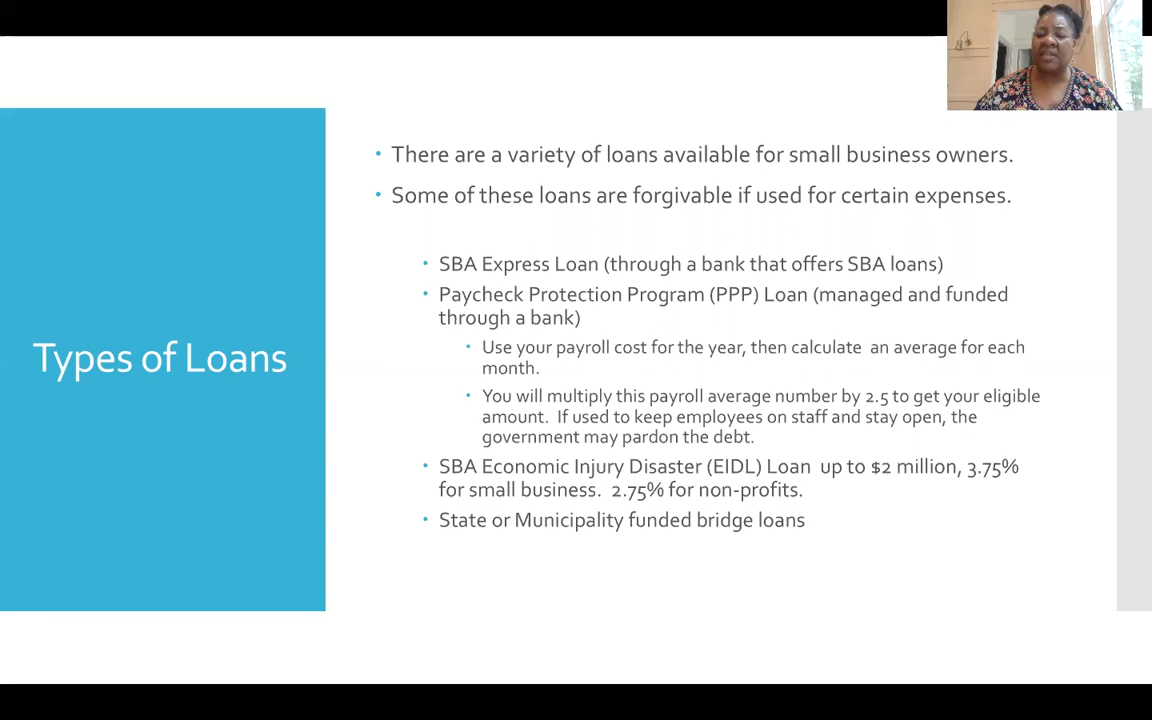 Types of Loans
There are a variety of loans available for small business owners.
Some of these loans are forgivable if used for certain expenses.
SBA Express Loan (through a bank that offers SBA loans)
Paycheck Protection Program (PPP) Loan (managed and funded
through a bank)
Use your payroll cost for the year, then calculate  an average for each
month.
You will multiply this payroll average number by 2.5 to get your eligible
amount.  If used to keep employees on staff and stay open, the
government may pardon the debt.
SBA Economic Injury Disaster (EIDL) Loan  up to $2 million, 3.75%
for small business.  2.75% for non-profits.
State or Municipality funded bridge loans